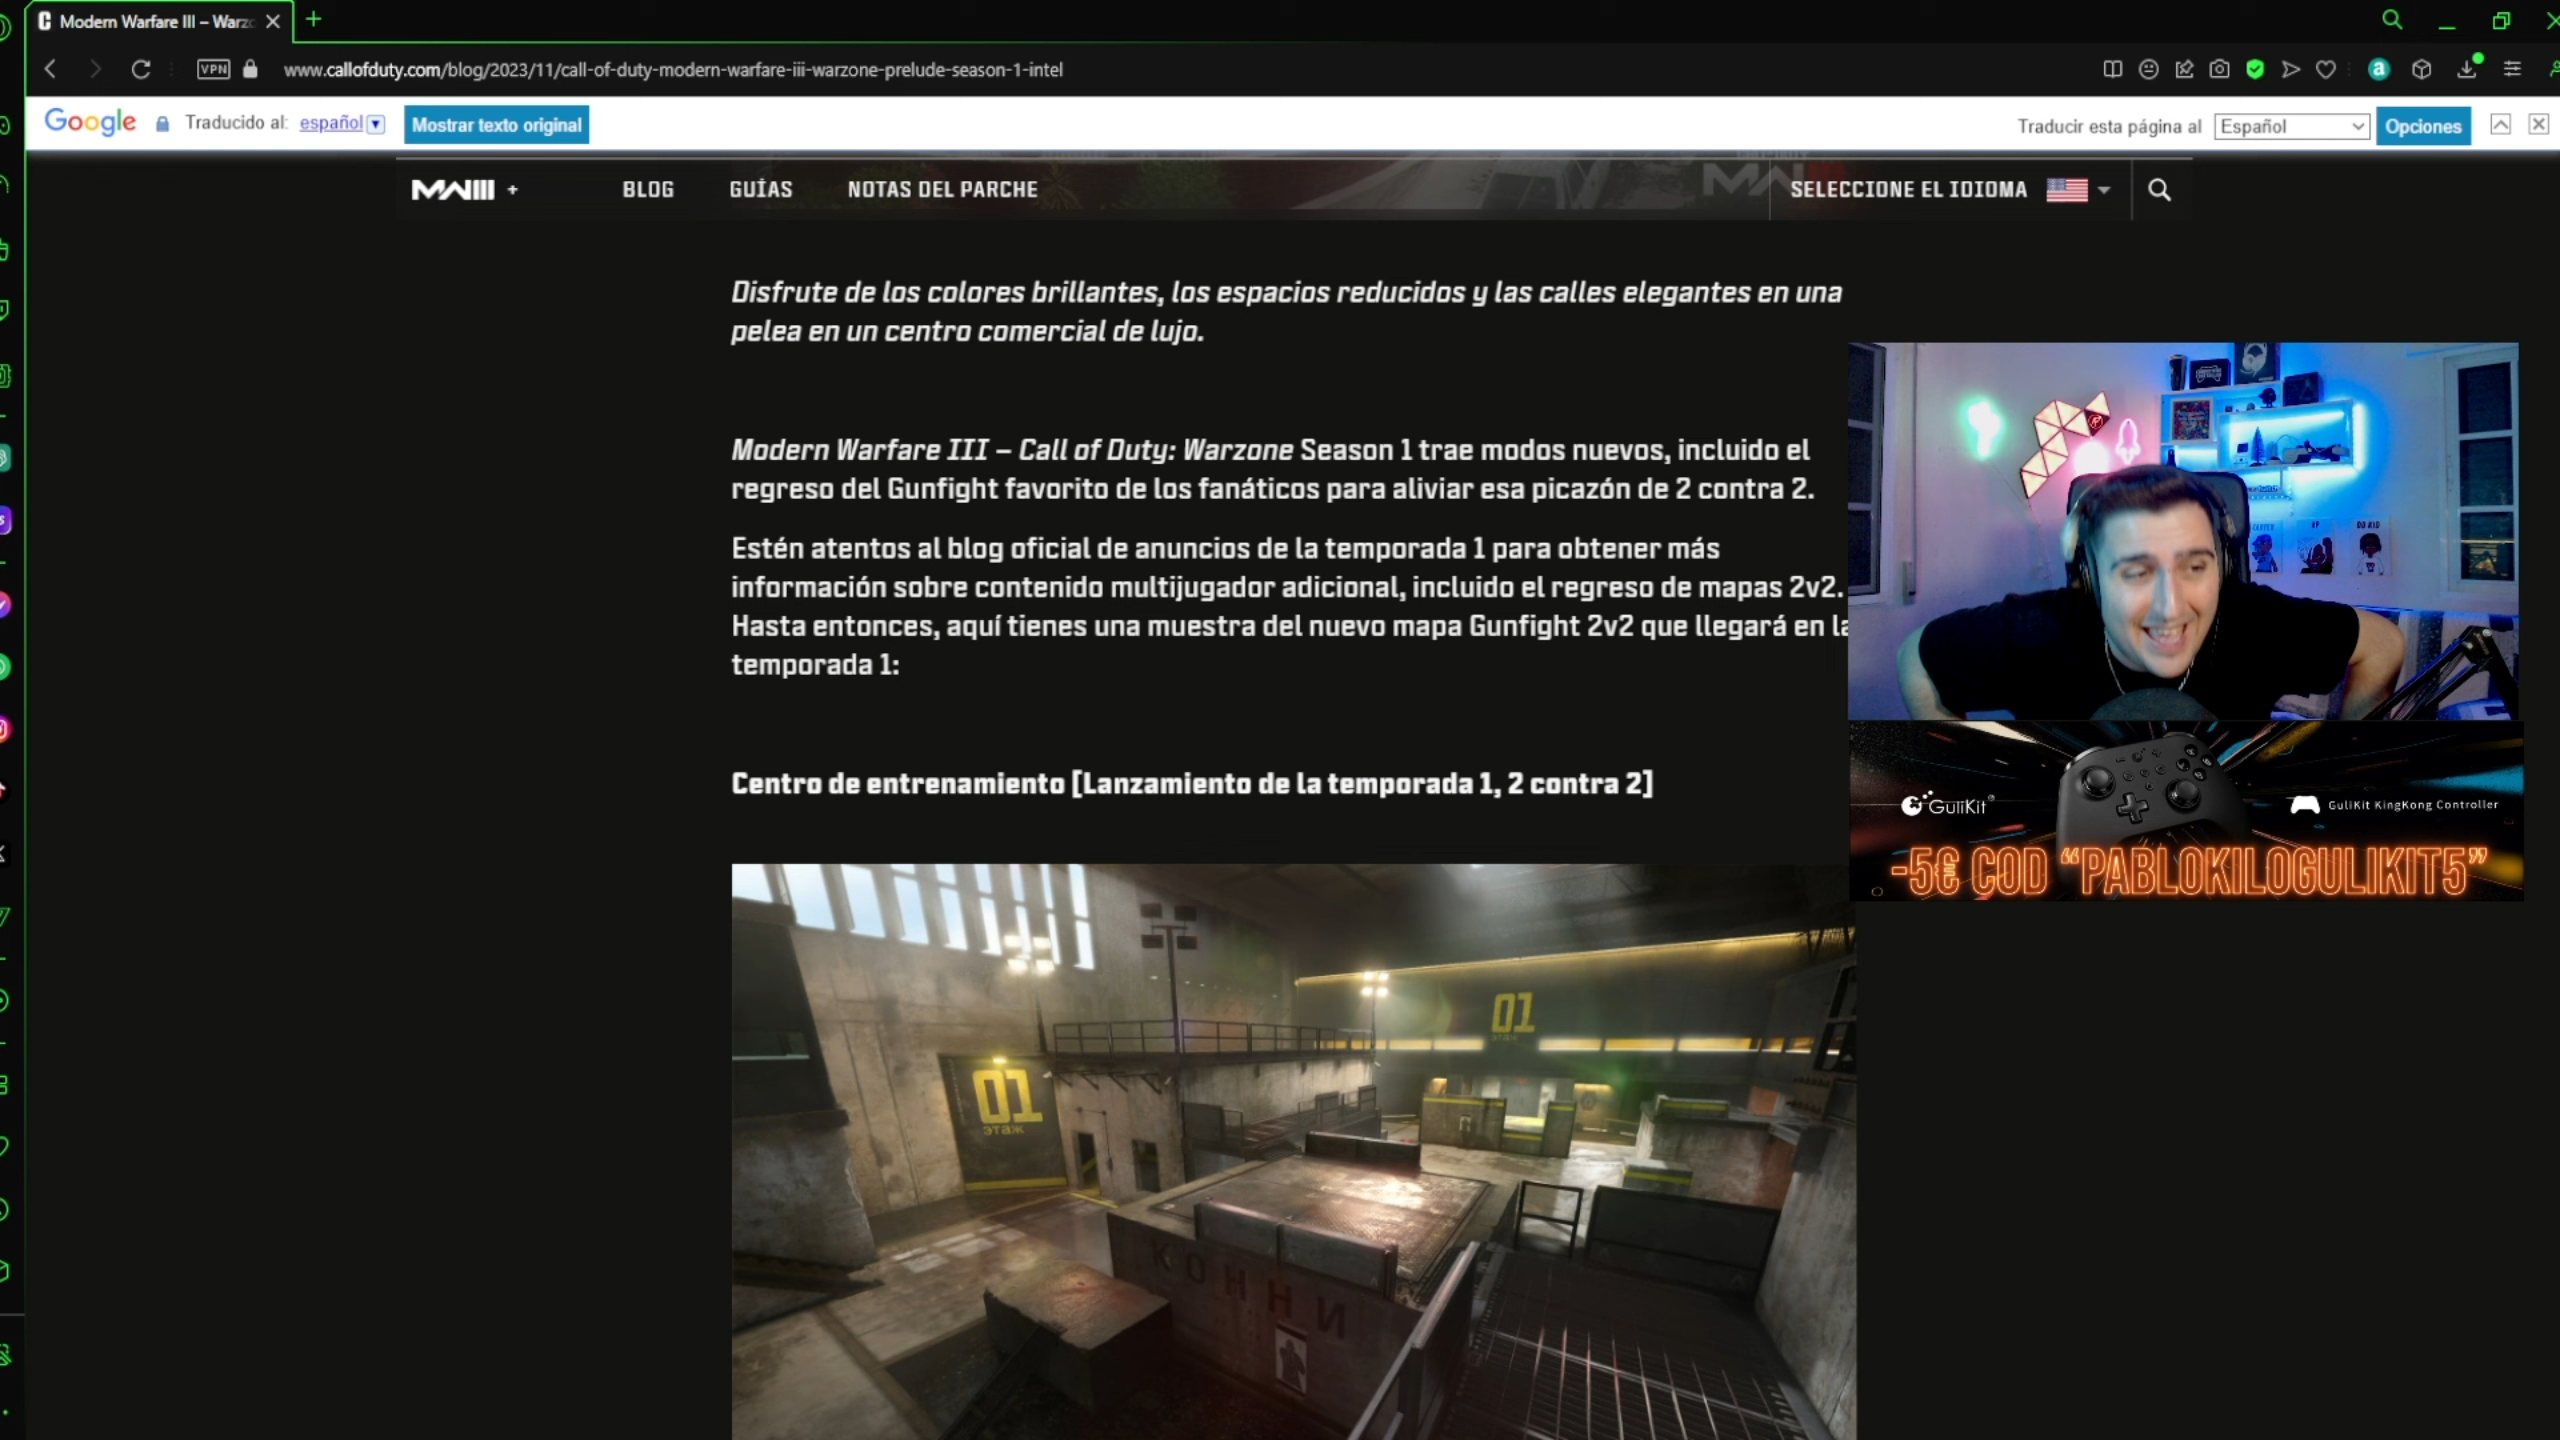 Modern Warfare III – Warz
VPN
www.callofduty.com/blog/2023/11/call-of-duty-modern-warfare-iii-warzone-prelude-season-1-intel
Google
Traducido al: español
Mostrar texto original
Traducir esta página al
Español
Opciones
MWIII +
BLOG
GUÍAS
NOTAS DEL PARCHE
SELECCIONE EL IDIOMA
Disfrute de los colores brillantes, los espacios reducidos y las calles elegantes en una
pelea en un centro comercial de lujo.
Modern Warfare III – Call of Duty: Warzone Season 1 trae modos nuevos, incluido el
regreso del Gunfight favorito de los fanáticos para aliviar esa picazón de 2 contra 2.
Estén atentos al blog oficial de anuncios de la temporada 1 para obtener más
información sobre contenido multijugador adicional, incluido el regreso de mapas 2v2.
Hasta entonces, aquí tienes una muestra del nuevo mapa Gunfight 2v2 que llegará en la
temporada 1:
Centro de entrenamiento [Lanzamiento de la temporada 1, 2 contra 2]
GuliKit
GuliKit KingKong Controller
-5€ COD “PABLOKILOGULIKIT5”
01
этаж
01
этаж
КОННИ